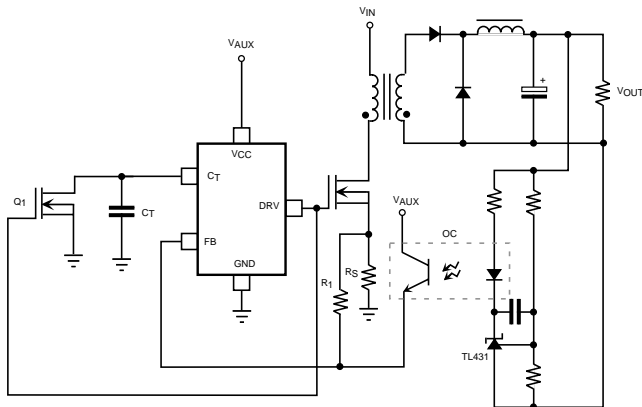 VIN
VAUX
VOUT
+
VCC
Q1
CT
CT
DRV
VAUX
FB
OC
GND
R1
RS
TL431